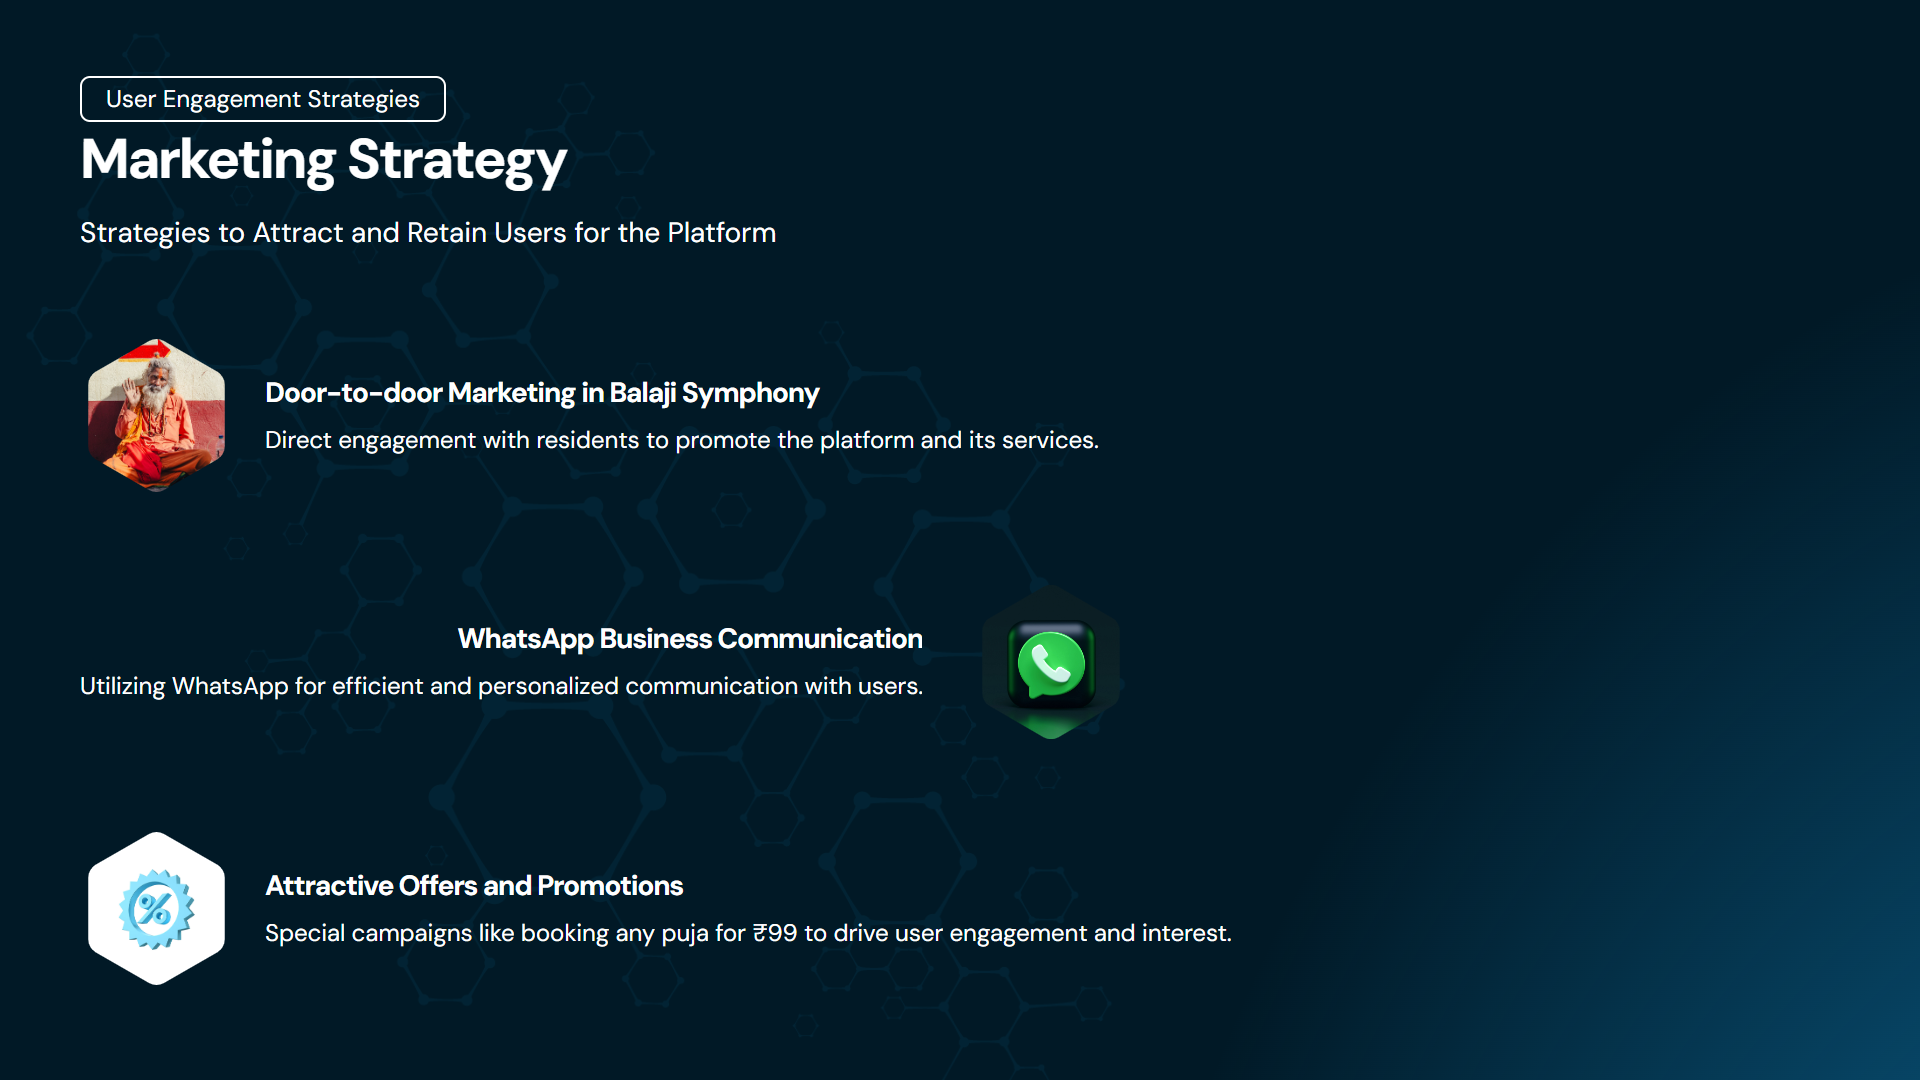 User Engagement Strategies
Marketing Strategy
Strategies to Attract and Retain Users for the Platform
Door-to-door Marketing in Balaji Symphony
Direct engagement with residents to promote the platform and its services.
WhatsApp Business Communication
Utilizing WhatsApp for efficient and personalized communication with users.
%
Attractive Offers and Promotions
Special campaigns like booking any puja for ₹99 to drive user engagement and interest.